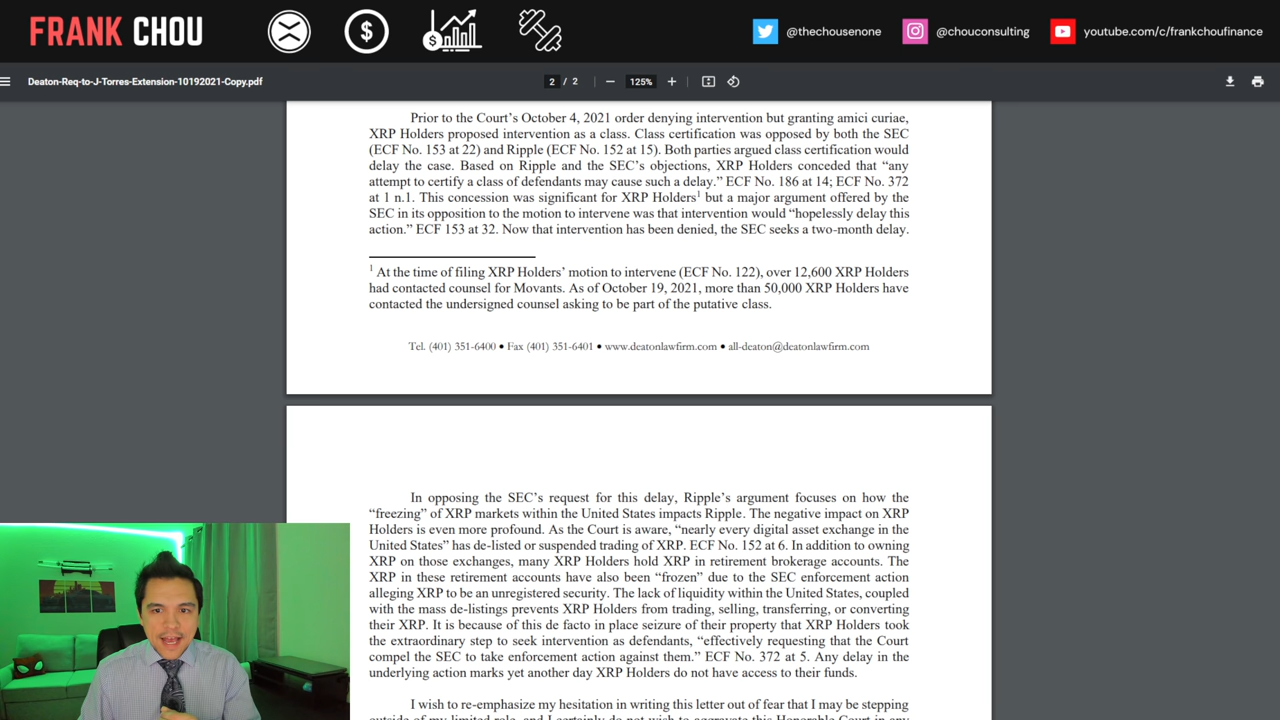 FRANK CHOU
@thechousenone
@chouconsulting
youtube.com/c/frankchoufinance
Deaton-Req-to-J-Torres-Extension-10192021-Copy.pdf
2 / 2
125%
Prior to the Court’s October 4, 2021 order denying intervention but granting amici curiae,
XRP Holders proposed intervention as a class. Class certification was opposed by both the SEC
(ECF No. 153 at 22) and Ripple (ECF No. 152 at 15). Both parties argued class certification would
delay the case. Based on Ripple and the SEC’s objections, XRP Holders conceded that “any
attempt to certify a class of defendants may cause such a delay.” ECF No. 186 at 14; ECF No. 372
at 1 n.1. This concession was significant for XRP Holders¹ but a major argument offered by the
SEC in its opposition to the motion to intervene was that intervention would “hopelessly delay this
action.” ECF 153 at 32. Now that intervention has been denied, the SEC seeks a two-month delay.
¹ At the time of filing XRP Holders’ motion to intervene (ECF No. 122), over 12,600 XRP Holders
had contacted counsel for Movants. As of October 19, 2021, more than 50,000 XRP Holders have
contacted the undersigned counsel asking to be part of the putative class.
Tel. (401) 351-6400 ● Fax (401) 351-6401 ● www.deatonlawfirm.com ● all-deaton@deatonlawfirm.com
In opposing the SEC’s request for this delay, Ripple’s argument focuses on how the
“freezing” of XRP markets within the United States impacts Ripple. The negative impact on XRP
Holders is even more profound. As the Court is aware, “nearly every digital asset exchange in the
United States” has de-listed or suspended trading of XRP. ECF No. 152 at 6. In addition to owning
XRP on those exchanges, many XRP Holders hold XRP in retirement brokerage accounts. The
XRP in these retirement accounts have also been “frozen” due to the SEC enforcement action
alleging XRP to be an unregistered security. The lack of liquidity within the United States, coupled
with the mass de-listings prevents XRP Holders from trading, selling, transferring, or converting
their XRP. It is because of this de facto in place seizure of their property that XRP Holders took
the extraordinary step to seek intervention as defendants, “effectively requesting that the Court
compel the SEC to take enforcement action against them.” ECF No. 372 at 5. Any delay in the
underlying action marks yet another day XRP Holders do not have access to their funds.
I wish to re-emphasize my hesitation in writing this letter out of fear that I may be stepping
outside of my limited role, and I certainly do not wish to aggravate this Honorable Court in any